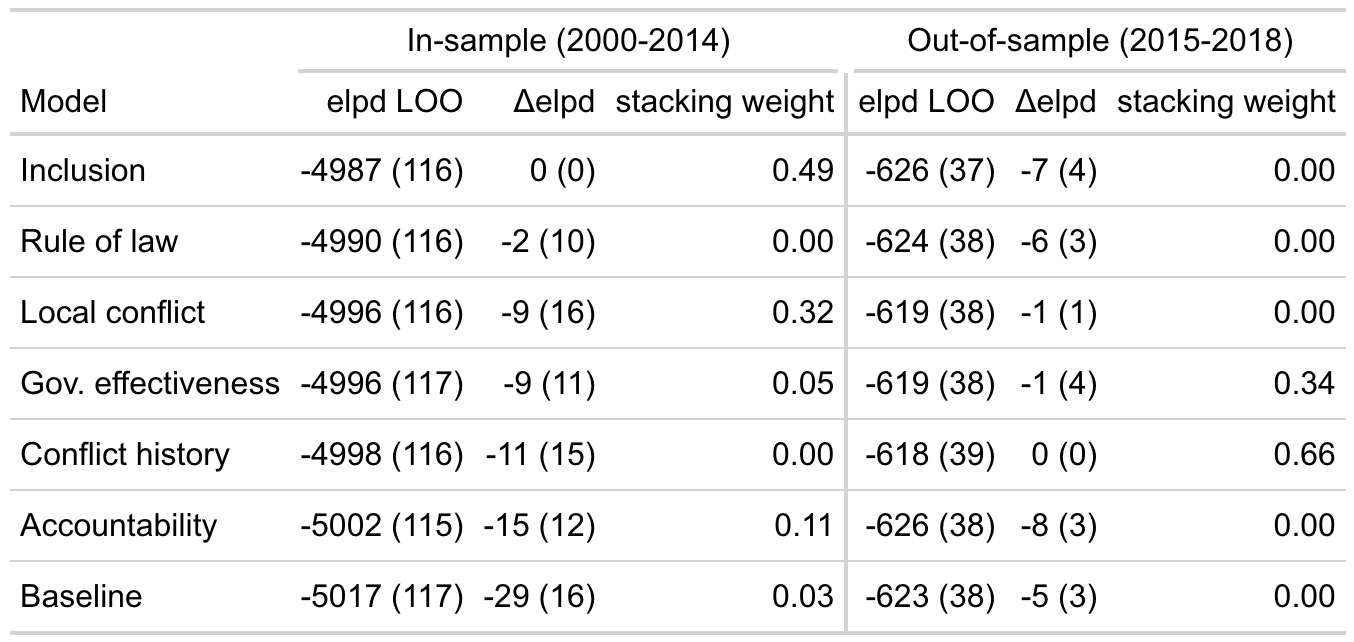 In-sample (2000-2014) Out-of-sample (2015-2018)
Model elpd LOO Δelpd stacking weight elpd LOO Δelpd stacking weight
Inclusion -4987 (116) 0 (0) 0.49 -626 (37) -7 (4) 0.00
Rule of law -4990 (116) -2 (10) 0.00 -624 (38) -6 (3) 0.00
Local conflict -4996 (116) -9 (16) 0.32 -619 (38) -1 (1) 0.00
Gov. effectiveness -4996 (117) -9 (11) 0.05 -619 (38) -1 (4) 0.34
Conflict history -4998 (116) -11 (15) 0.00 -618 (39) 0 (0) 0.66
Accountability -5002 (115) -15 (12) 0.11 -626 (38) -8 (3) 0.00
Baseline -5017 (117) -29 (16) 0.03 -623 (38) -5 (3) 0.00